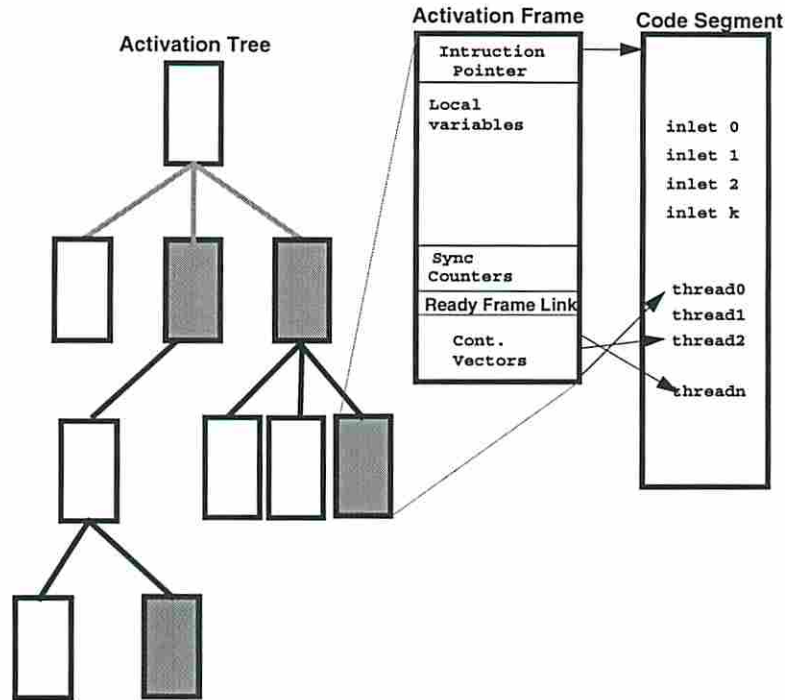 Activation Tree
Activation Frame
Intruction
Pointer
Local
variables
Sync
Counters
Ready Frame Link
Cont.
Vectors
Code Segment
inlet 0
inlet 1
inlet 2
inlet k
thread0
thread1
thread2
threadn